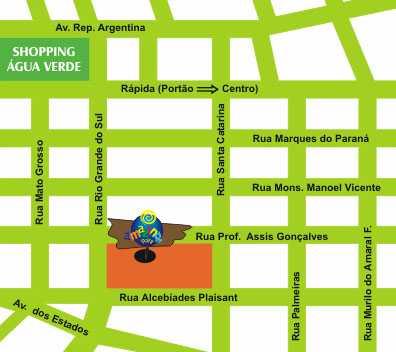 Av. Rep. Argentina
SHOPPING
ÁGUA VERDE
Rápida (Portão Centro)
Rua Mato Grosso
Rua Rio Grande do Sul
Rua Santa Catarina
Rua Marques do Paraná
Rua Mons. Manoel Vicente
Rua Prof. Assis Gonçalves
Rua Alcebiades Plaisant
Rua Palmeiras
Rua Murilo do Amaral F.
Av. dos Estados